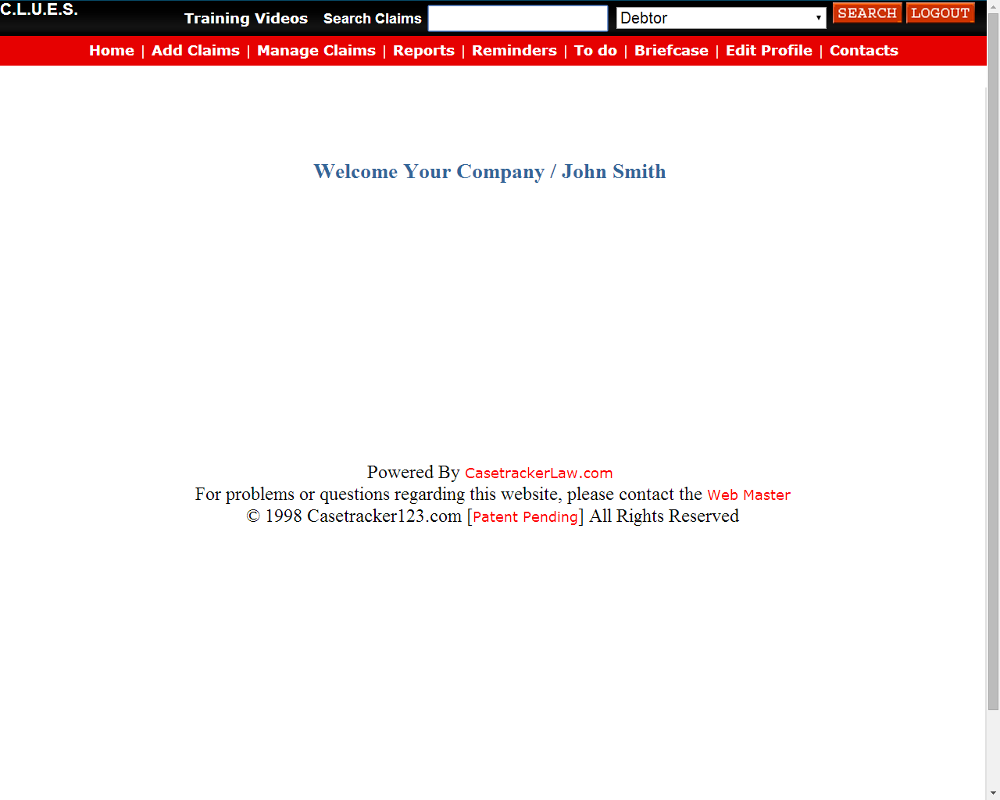 C.L.U.E.S.
Training Videos Search Claims Debtor SEARCH LOGOUT
Home | Add Claims | Manage Claims | Reports | Reminders | To do | Briefcase | Edit Profile | Contacts
Welcome Your Company / John Smith
Powered By CasetrackerLaw.com
For problems or questions regarding this website, please contact the Web Master
© 1998 Casetracker123.com [Patent Pending] All Rights Reserved